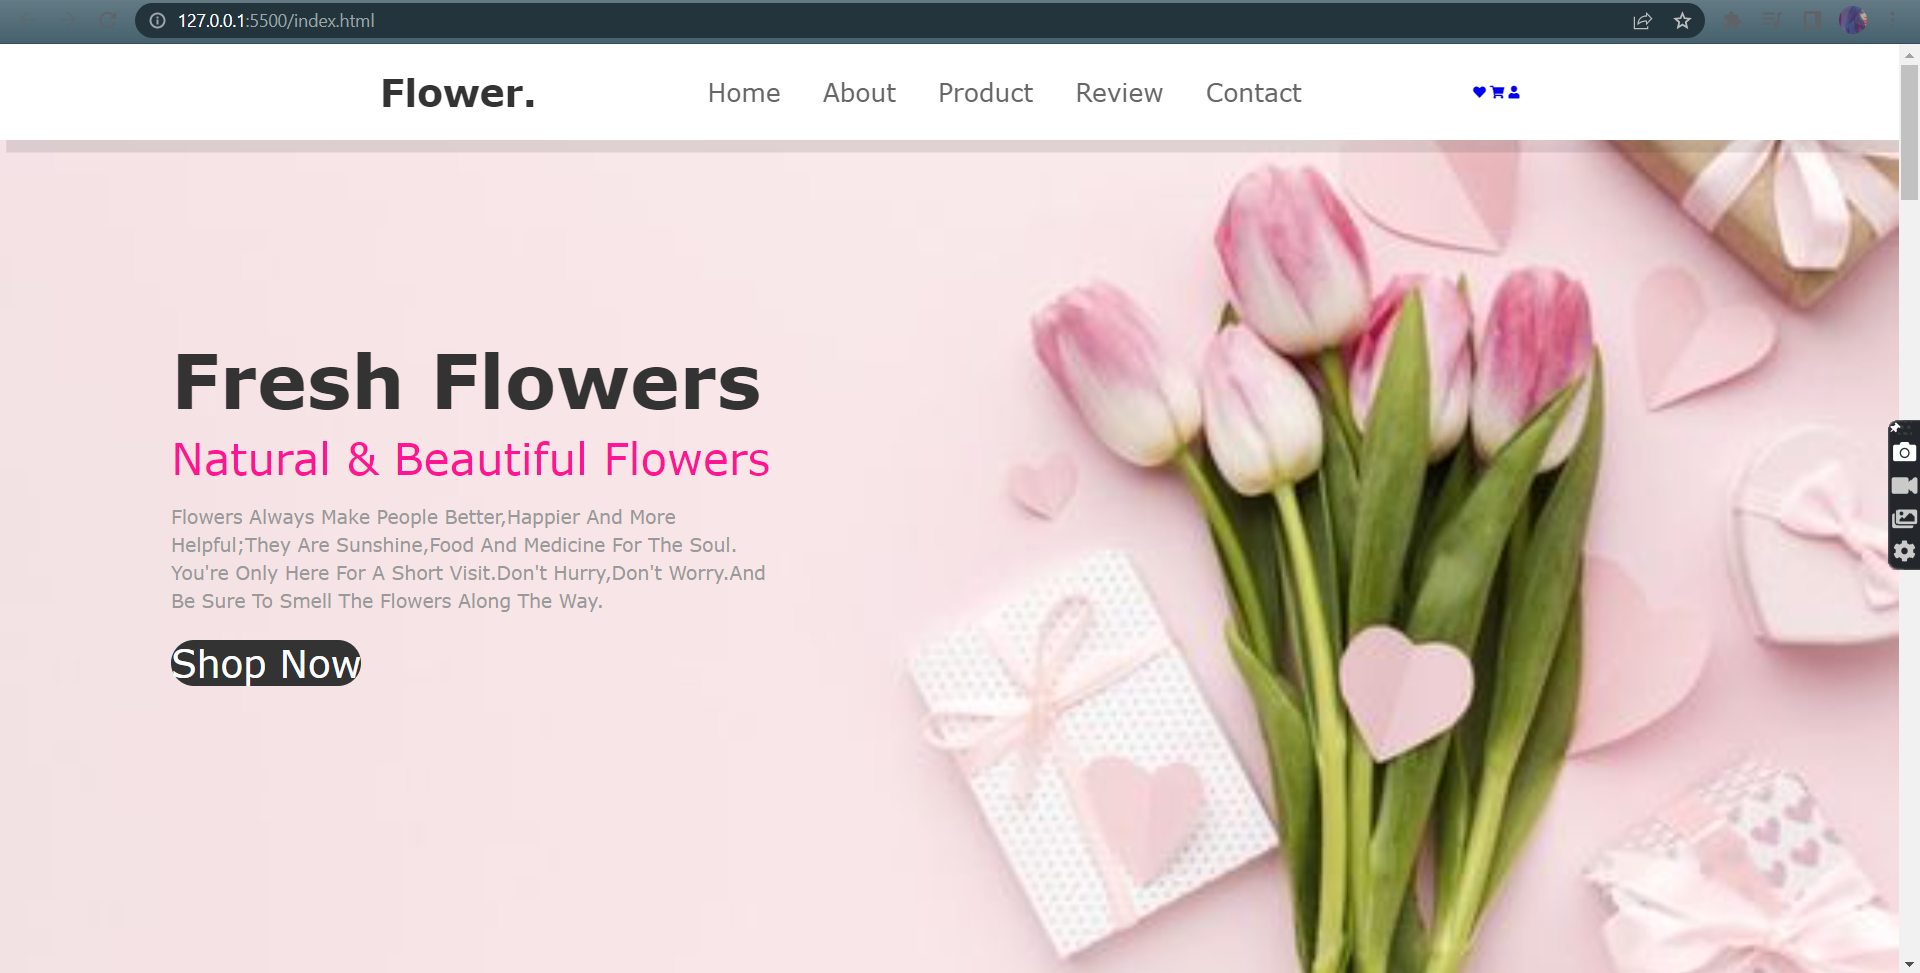 127.0.0.1:5500/index.html
Flower.
Home About Product Review Contact
Fresh Flowers
Natural & Beautiful Flowers
Flowers Always Make People Better,Happier And More
Helpful;They Are Sunshine,Food And Medicine For The Soul.
You're Only Here For A Short Visit.Don't Hurry,Don't Worry.And
Be Sure To Smell The Flowers Along The Way.
Shop Now